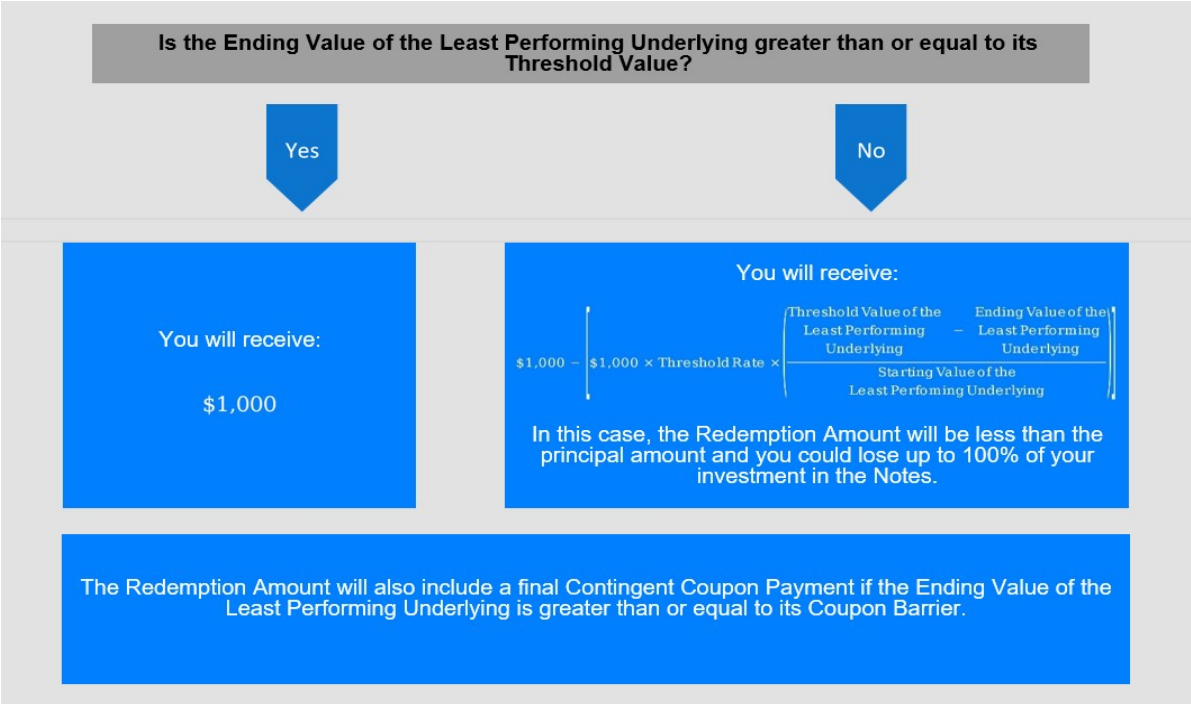 Is the Ending Value of the Least Performing Underlying greater than or equal to its
Threshold Value?
Yes
No
You will receive:
$1,000
You will receive:
$1,000 − [$1,000 × Threshold Rate × (
Threshold Value of the
Least Performing
Underlying
−
Ending Value of the
Least Performing
Underlying
Starting Value of the
Least Perfoming Underlying
)]
In this case, the Redemption Amount will be less than the
principal amount and you could lose up to 100% of your
investment in the Notes.
The Redemption Amount will also include a final Contingent Coupon Payment if the Ending Value of the
Least Performing Underlying is greater than or equal to its Coupon Barrier.